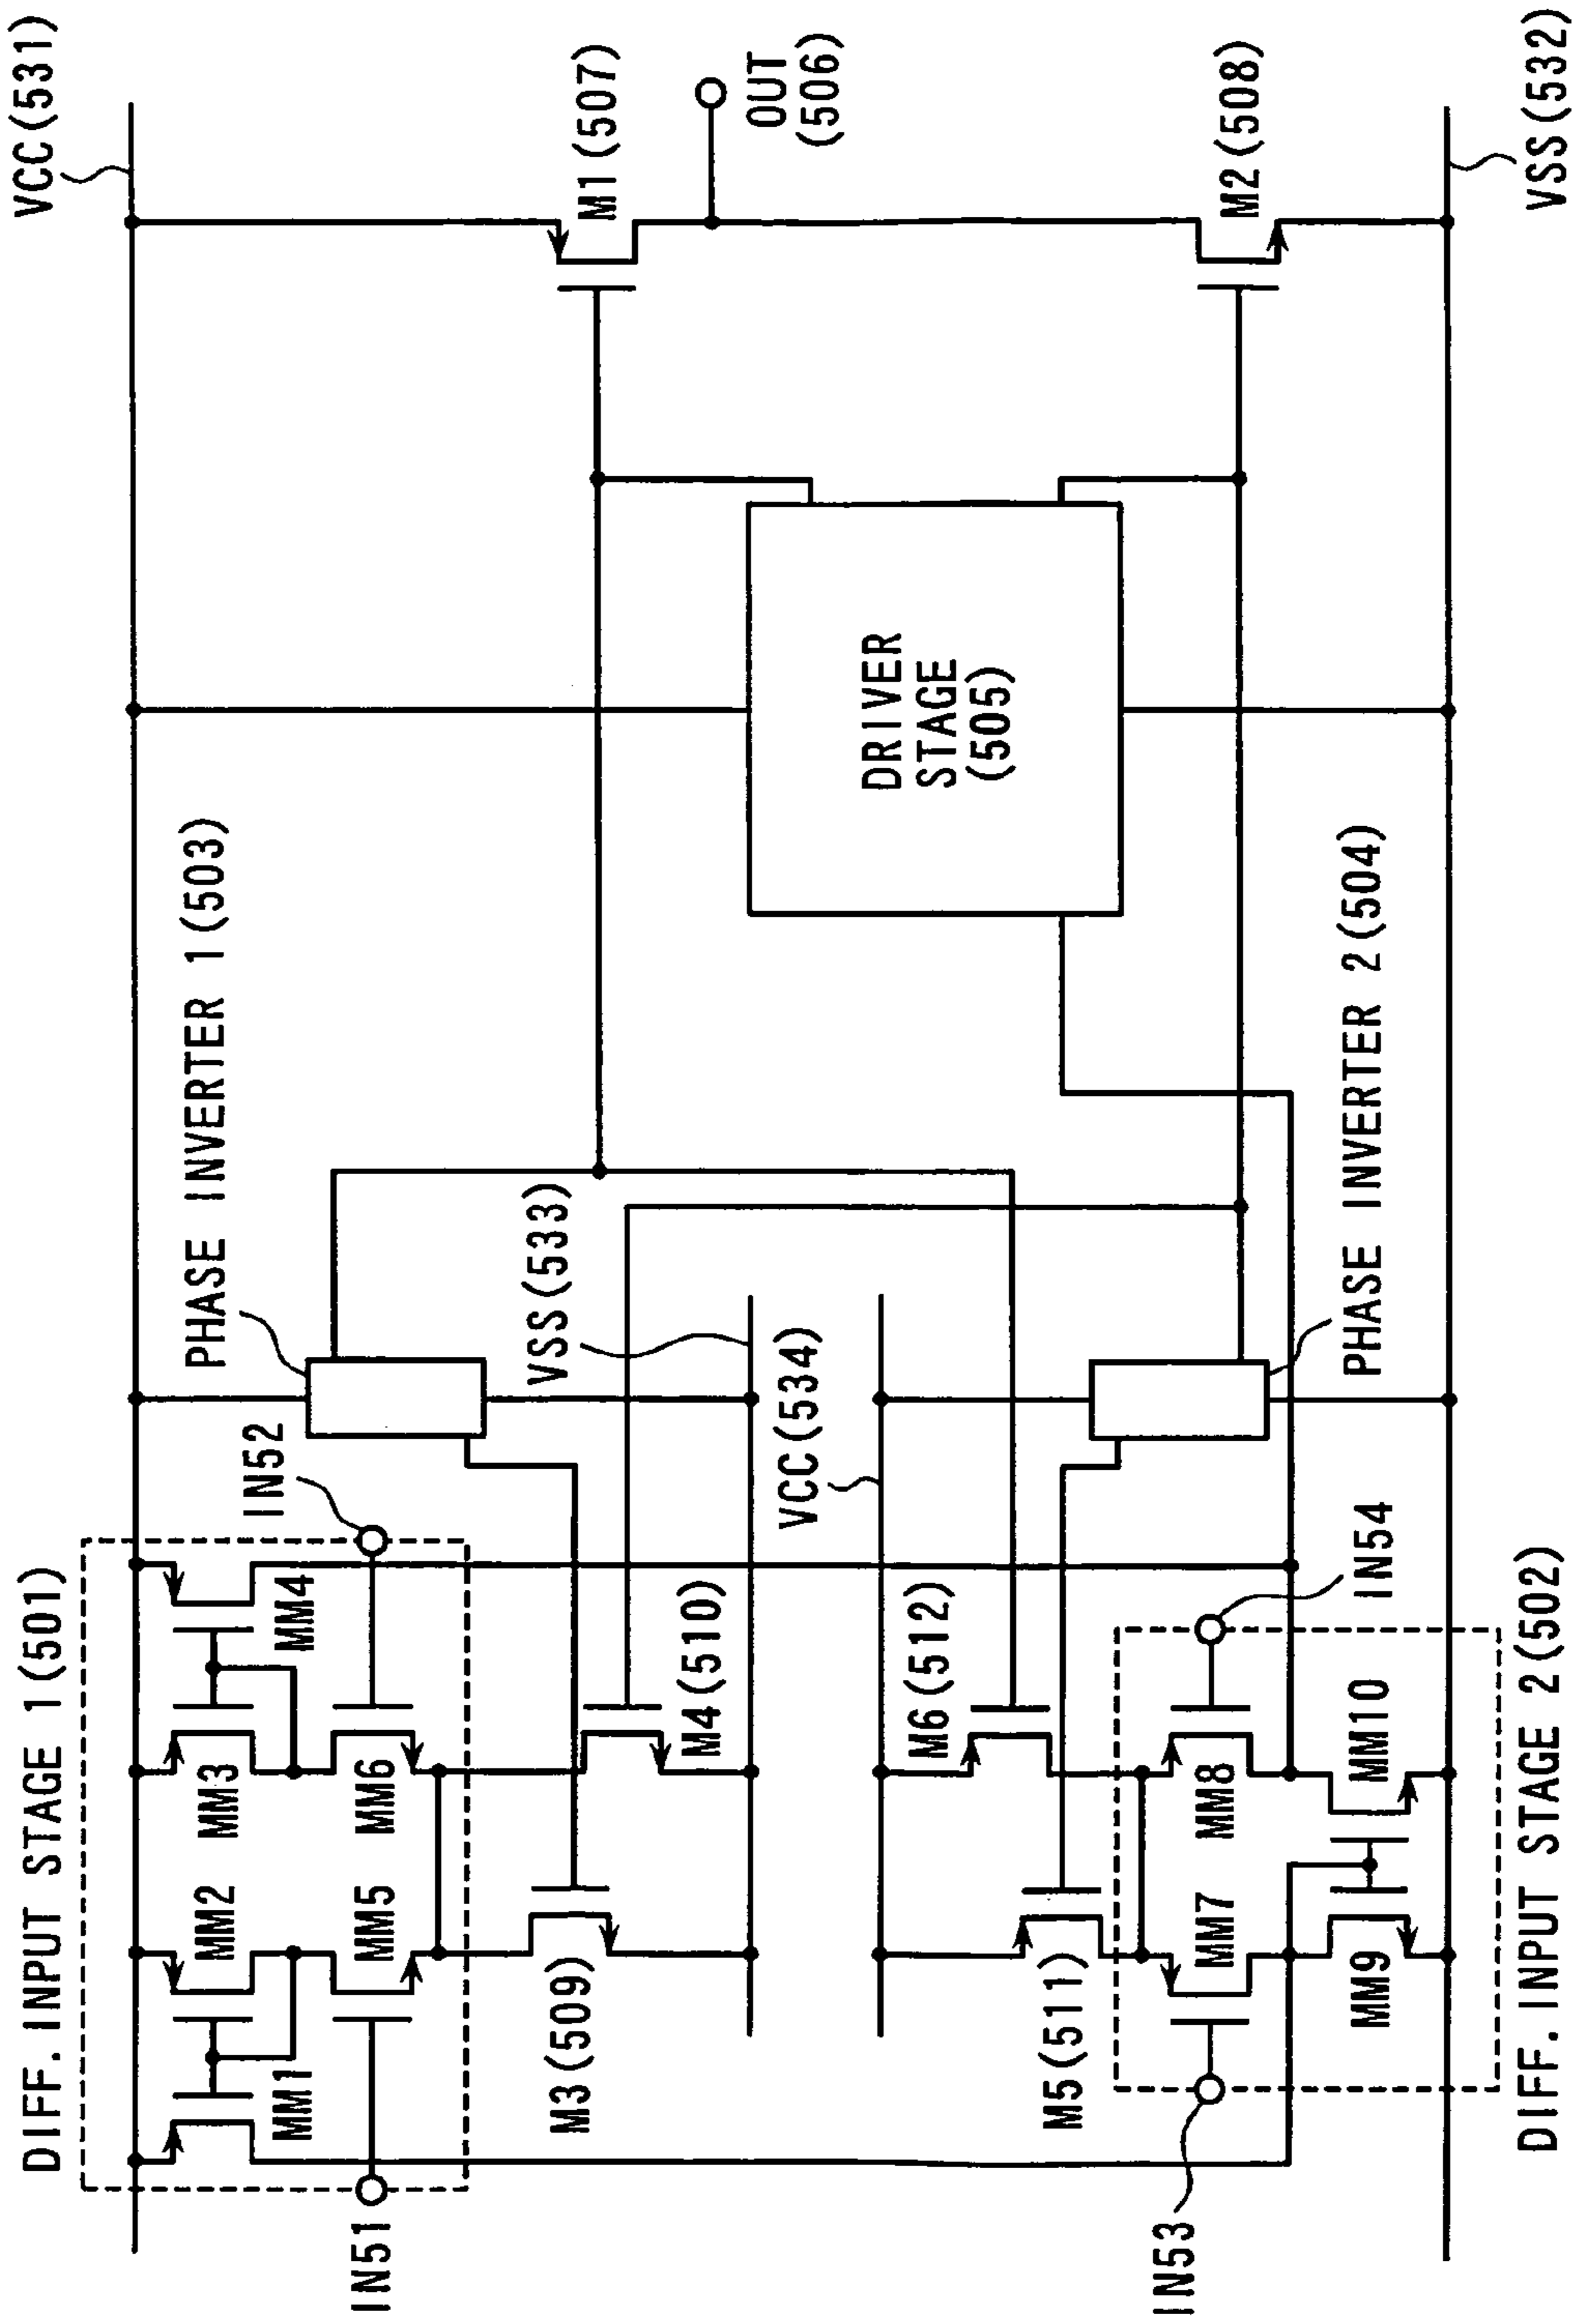 DIFF. INPUT STAGE 1(501)
VCC(531)
PHASE INVERTER 1(503)
MM1
MM2
MM3
MM4
IN52
IN51
MM5
MM6
M1(507)
M3(509)
M4(510)
VSS(533)
OUT
(506)
VCC(534)
DRIVER
STAGE
(505)
M5(511)
M6(512)
IN53
MM7
MM8
IN54
M2(508)
PHASE INVERTER 2(504)
MM9
MM10
DIFF. INPUT STAGE 2(502)
VSS(532)